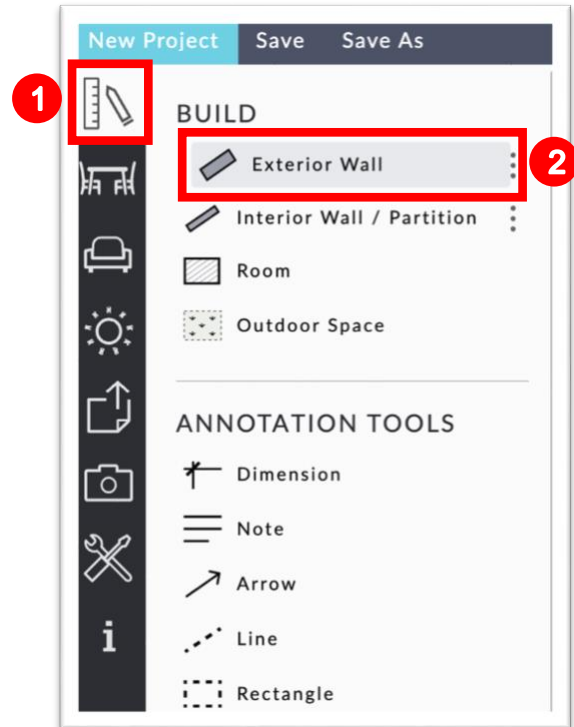 New Project Save Save As
1
BUILD
Exterior Wall
2
Interior Wall / Partition
Room
Outdoor Space
ANNOTATION TOOLS
Dimension
Note
Arrow
Line
i
Rectangle